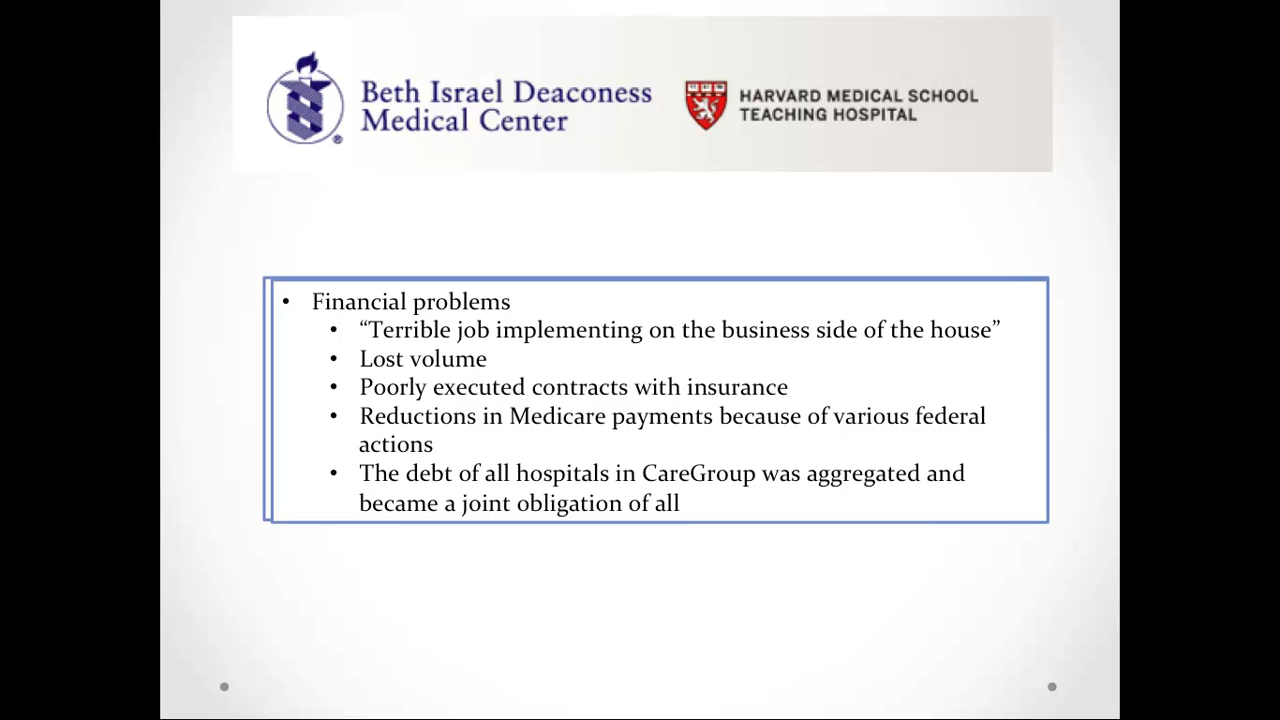 Beth Israel Deaconess
Medical Center
®
HARVARD MEDICAL SCHOOL
TEACHING HOSPITAL
• Financial problems
• “Terrible job implementing on the business side of the house”
• Lost volume
• Poorly executed contracts with insurance
• Reductions in Medicare payments because of various federal
actions
• The debt of all hospitals in CareGroup was aggregated and
became a joint obligation of all